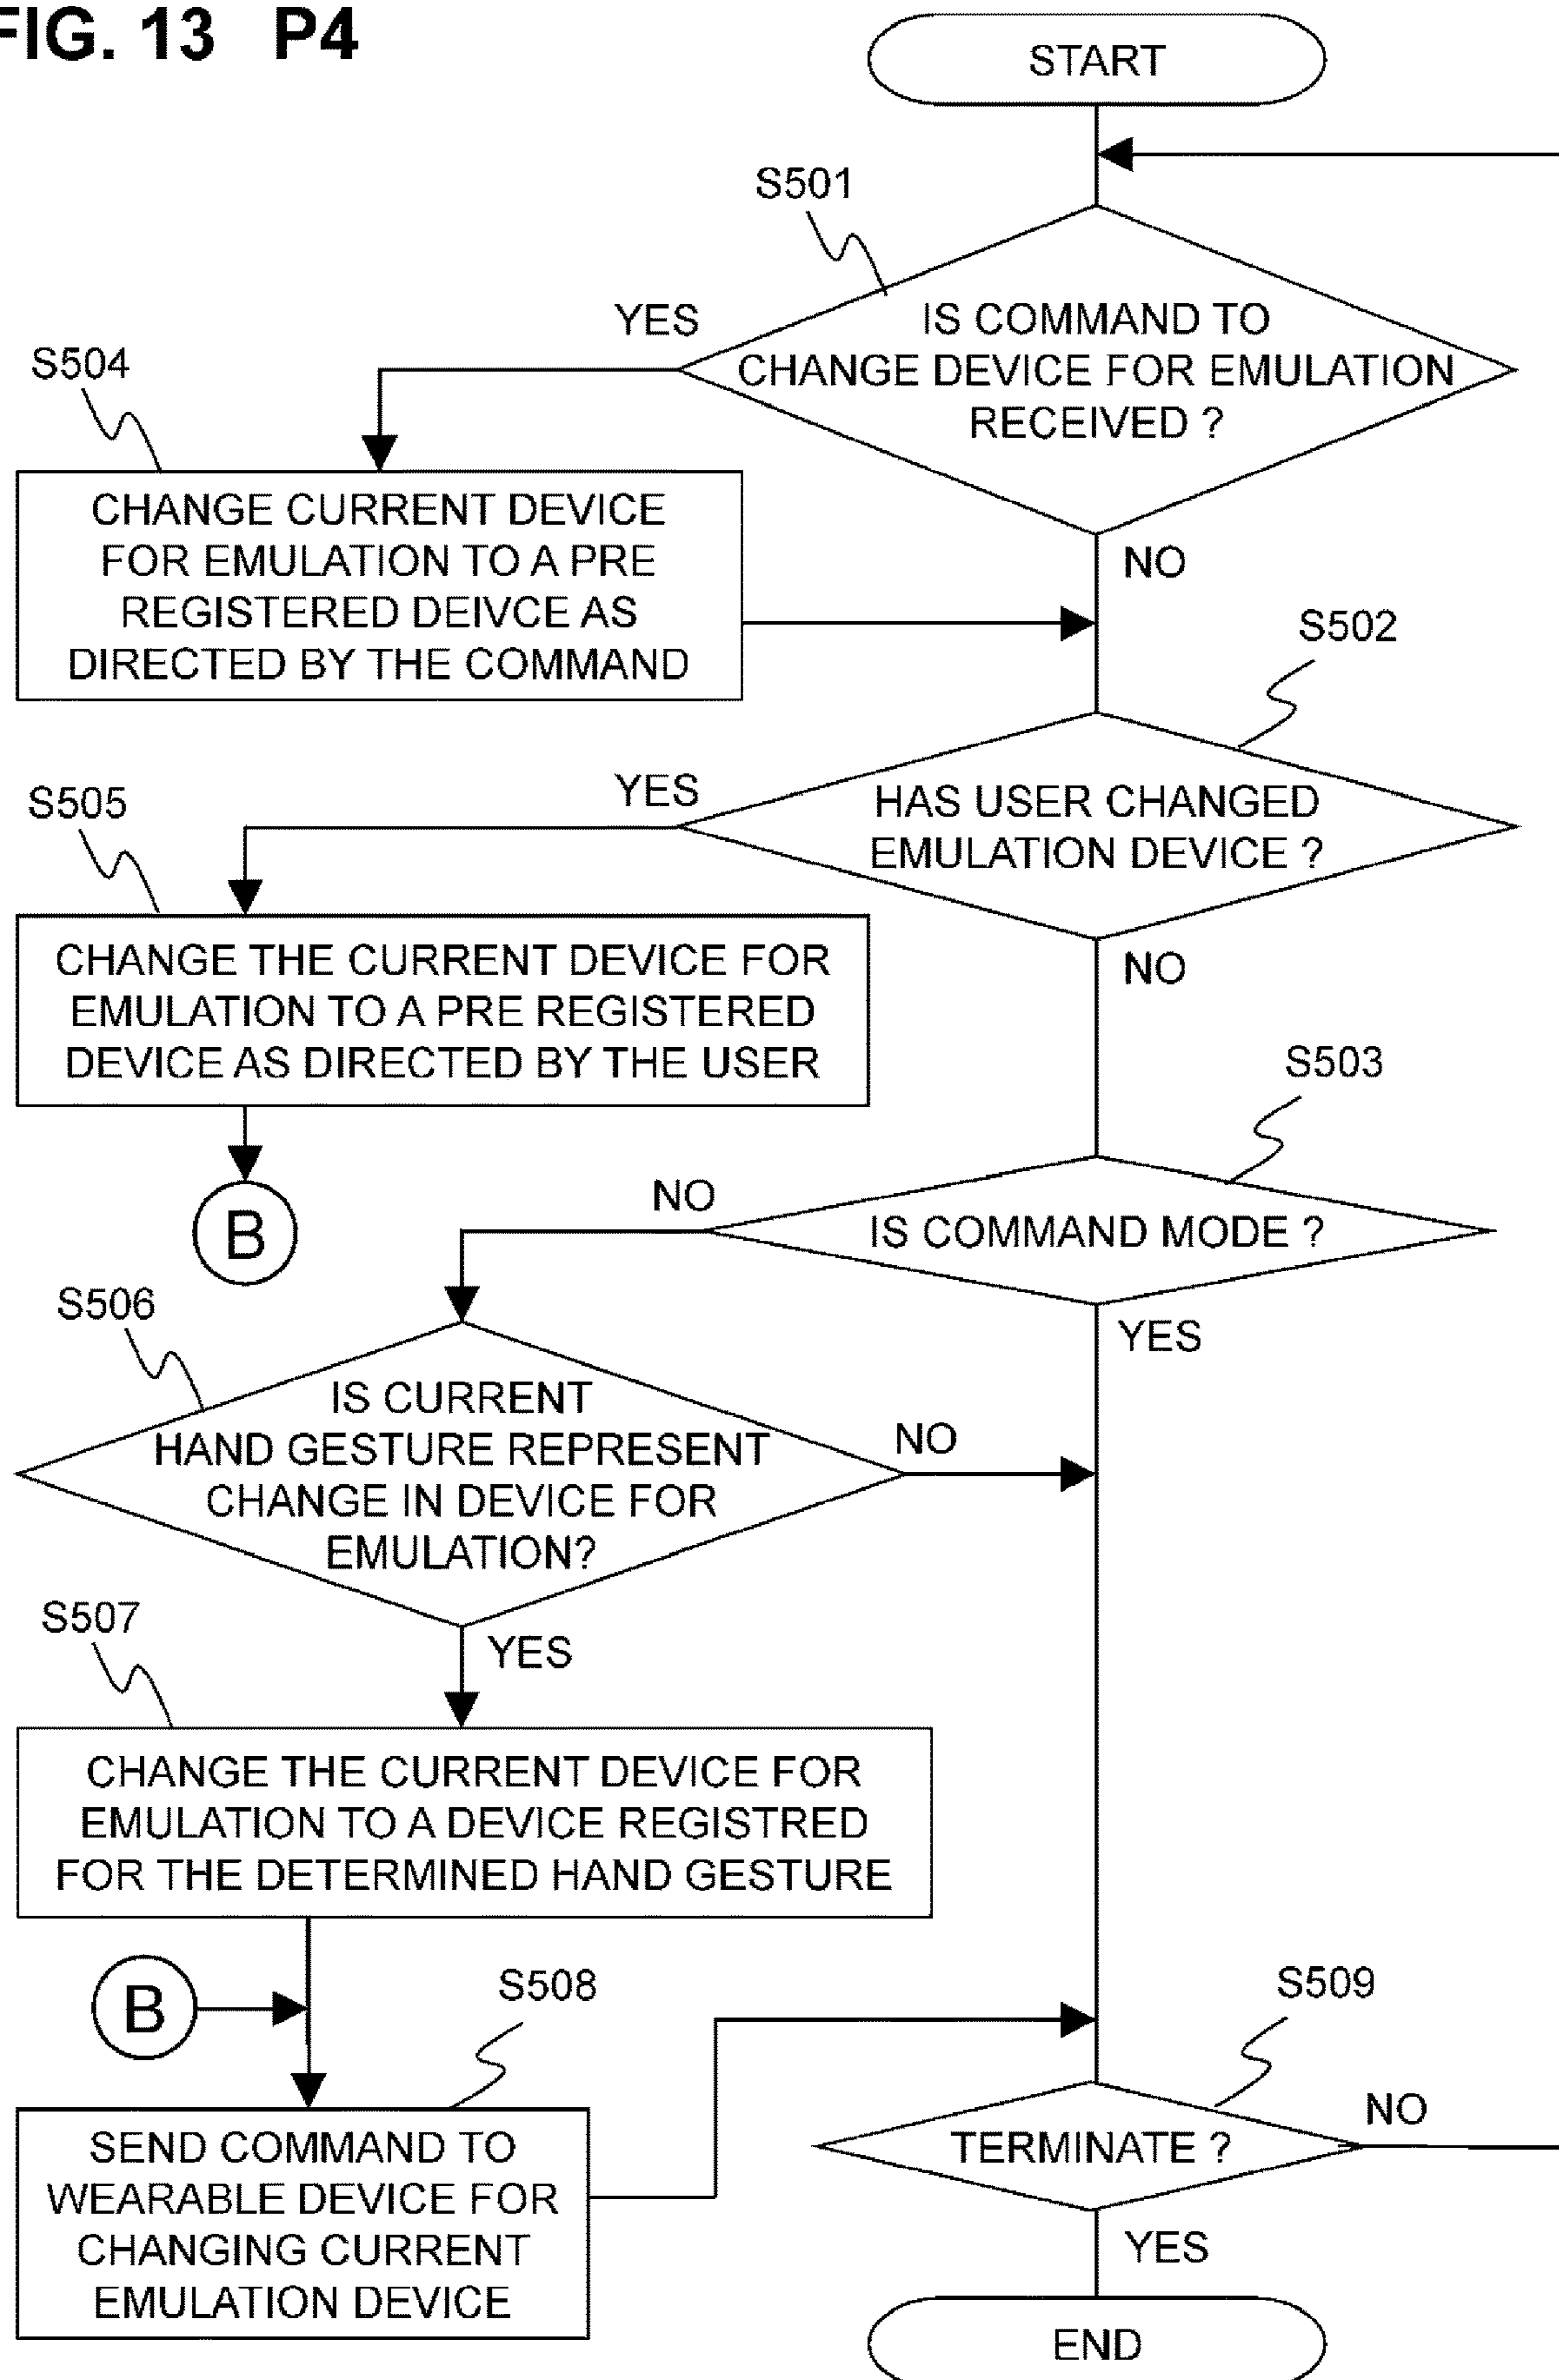 FIG. 13 P4
START
S501
IS COMMAND TO
CHANGE DEVICE FOR EMULATION
RECEIVED ?
YES
NO
S504
CHANGE CURRENT DEVICE
FOR EMULATION TO A PRE
REGISTERED DEIVCE AS
DIRECTED BY THE COMMAND
S502
HAS USER CHANGED
EMULATION DEVICE ?
YES
NO
S505
CHANGE THE CURRENT DEVICE FOR
EMULATION TO A PRE REGISTERED
DEVICE AS DIRECTED BY THE USER
B
S503
IS COMMAND MODE ?
NO
YES
S506
IS CURRENT
HAND GESTURE REPRESENT
CHANGE IN DEVICE FOR
EMULATION?
NO
YES
S507
CHANGE THE CURRENT DEVICE FOR
EMULATION TO A DEVICE REGISTRED
FOR THE DETERMINED HAND GESTURE
B
S508
SEND COMMAND TO
WEARABLE DEVICE FOR
CHANGING CURRENT
EMULATION DEVICE
S509
TERMINATE ?
NO
YES
END